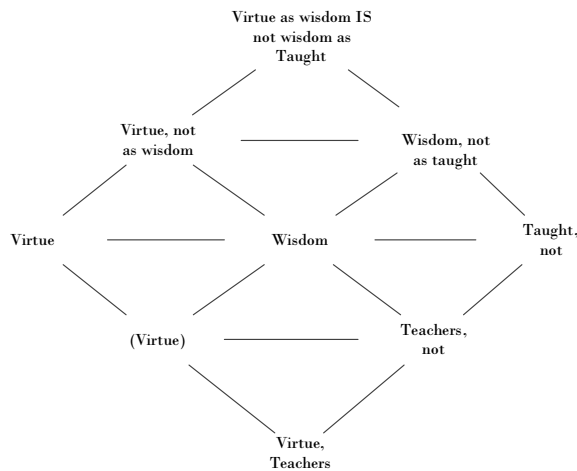 Virtue as wisdom IS
not wisdom as
Taught
Virtue, not
as wisdom
Wisdom, not
as taught
Virtue
Wisdom
Taught,
not
(Virtue)
Teachers,
not
Virtue,
Teachers